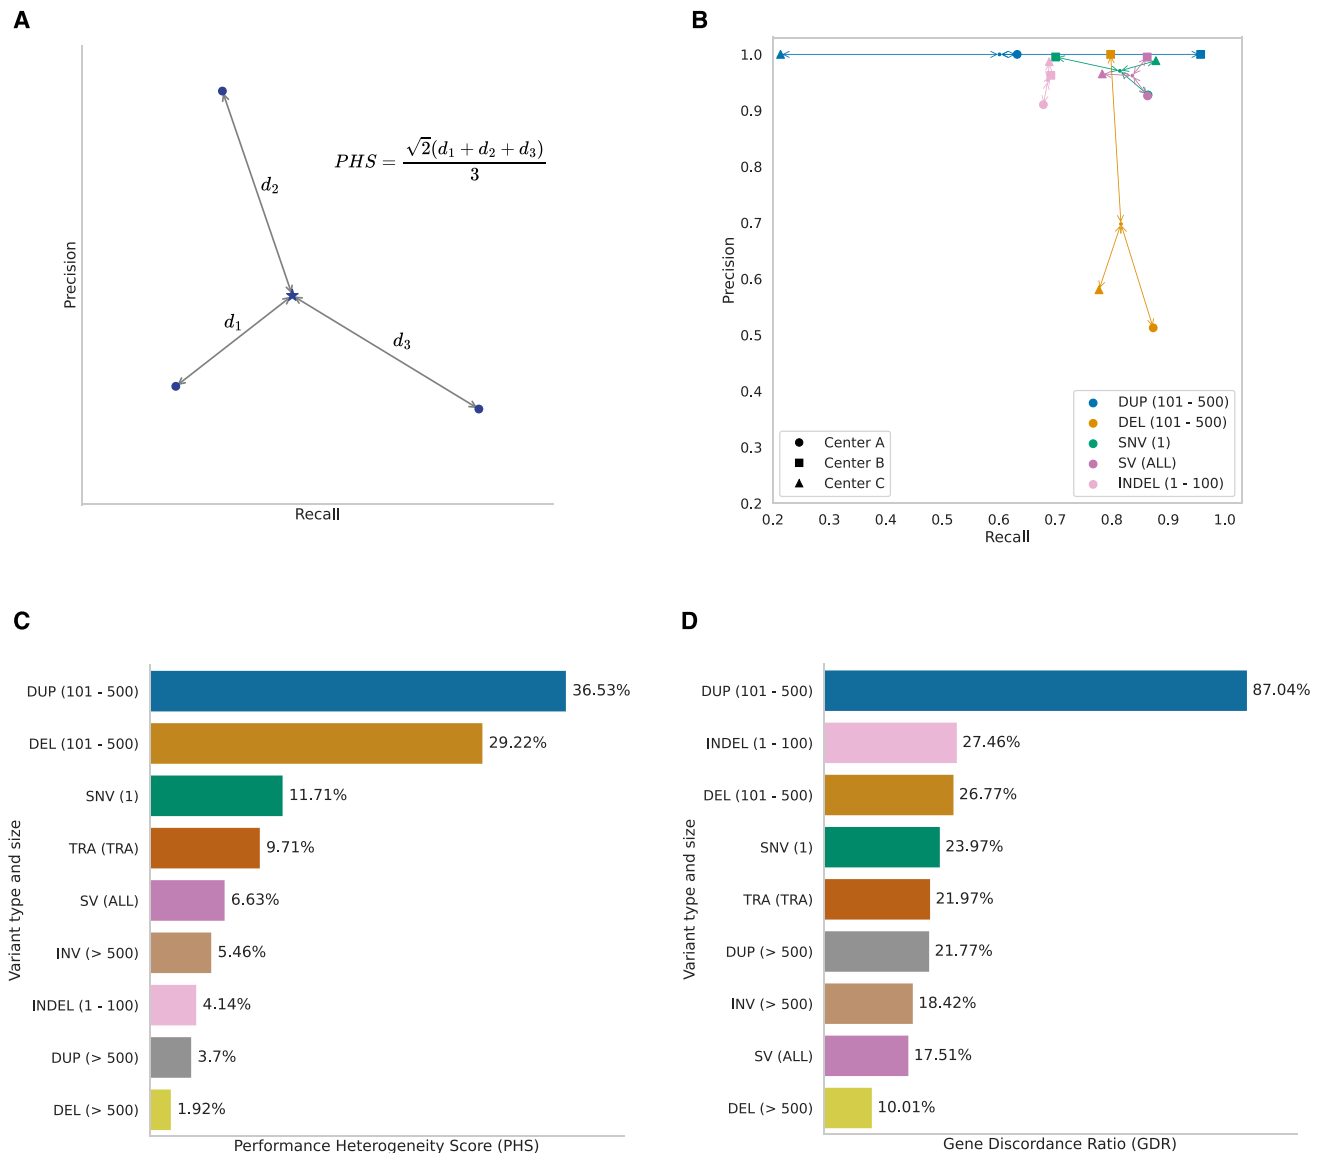 A
Precision
d2
d1
d3
PHS = √2(d1 + d2 + d3) / 3
Recall
B
Precision
1.0
0.9
0.8
0.7
0.6
0.5
0.4
0.3
0.2
Center A
Center B
Center C
DUP (101 - 500)
DEL (101 - 500)
SNV (1)
SV (ALL)
INDEL (1 - 100)
0.2 0.3 0.4 0.5 0.6 0.7 0.8 0.9 1.0
Recall
C
Variant type and size
DUP (101 - 500) 36.53%
DEL (101 - 500) 29.22%
SNV (1) 11.71%
TRA (TRA) 9.71%
SV (ALL) 6.63%
INV (> 500) 5.46%
INDEL (1 - 100) 4.14%
DUP (> 500) 3.7%
DEL (> 500) 1.92%
Performance Heterogeneity Score (PHS)
D
Variant type and size
DUP (101 - 500) 87.04%
INDEL (1 - 100) 27.46%
DEL (101 - 500) 26.77%
SNV (1) 23.97%
TRA (TRA) 21.97%
DUP (> 500) 21.77%
INV (> 500) 18.42%
SV (ALL) 17.51%
DEL (> 500) 10.01%
Gene Discordance Ratio (GDR)